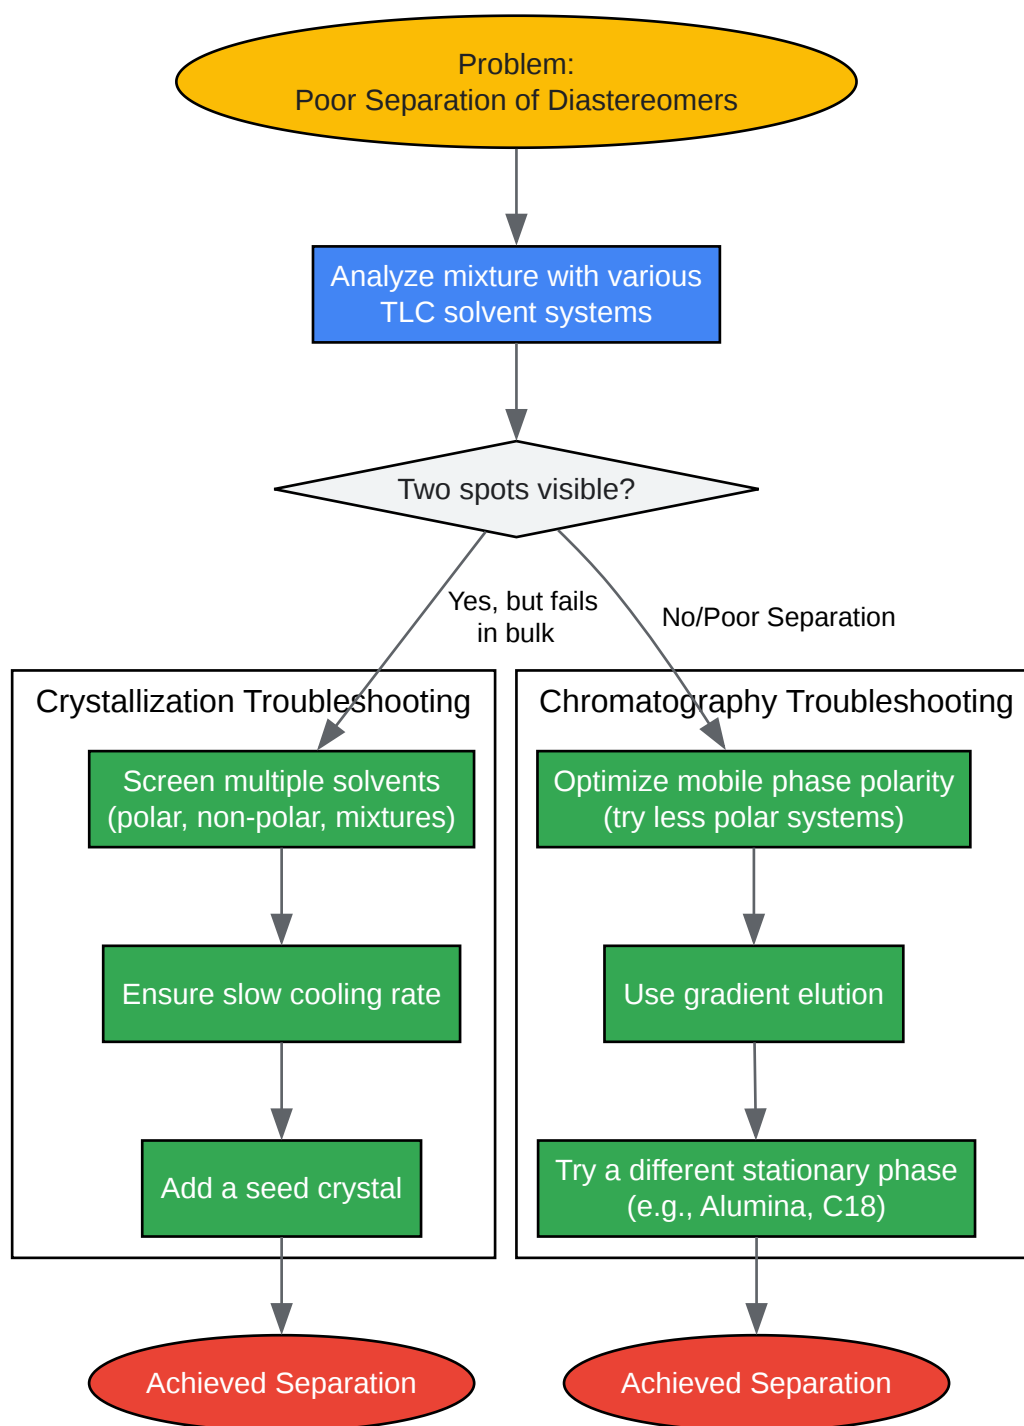 Problem:
Poor Separation of Diastereomers
Analyze mixture with various
TLC solvent systems
Two spots visible?
Yes, but fails
in bulk
No/Poor Separation
Crystallization Troubleshooting
Screen multiple solvents
(polar, non-polar, mixtures)
Ensure slow cooling rate
Add a seed crystal
Achieved Separation
Chromatography Troubleshooting
Optimize mobile phase polarity
(try less polar systems)
Use gradient elution
Try a different stationary phase
(e.g., Alumina, C18)
Achieved Separation